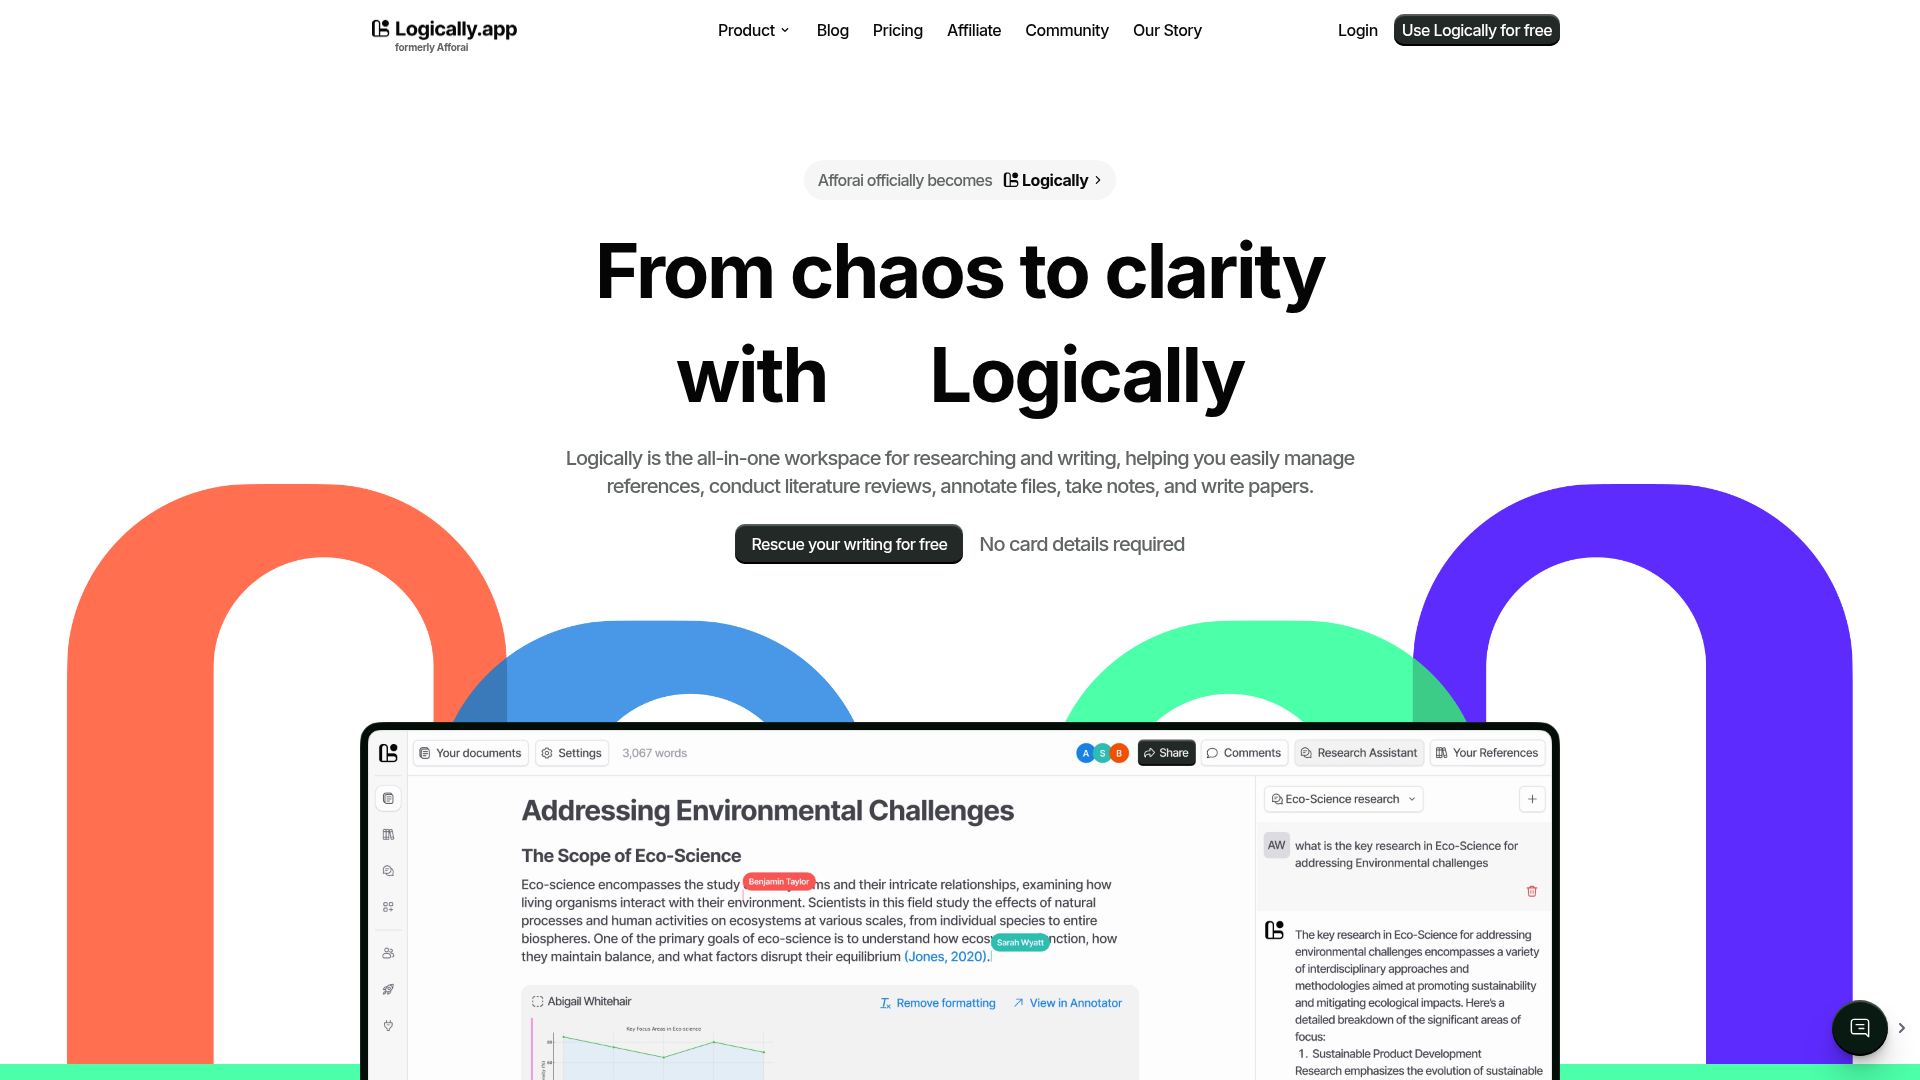 Logically.app
formerly Afforai
Product
Blog
Pricing
Affiliate
Community
Our Story
Login
Use Logically for free
Afforai officially becomes Logically
From chaos to clarity
with Logically
Logically is the all-in-one workspace for researching and writing, helping you easily manage
references, conduct literature reviews, annotate files, take notes, and write papers.
Rescue your writing for free
No card details required
Your documents
Settings
3,067 words
A S B
Share
Comments
Research Assistant
Your References
Addressing Environmental Challenges
The Scope of Eco-Science
Eco-science encompasses the study Benjamin Taylor ms and their intricate relationships, examining how
living organisms interact with their environment. Scientists in this field study the effects of natural
processes and human activities on ecosystems at various scales, from individual species to entire
biospheres. One of the primary goals of eco-science is to understand how ecosy Sarah Wyatt nction, how
they maintain balance, and what factors disrupt their equilibrium (Jones, 2020).
Abigail Whitehair
Remove formatting
View in Annotator
Key Focus Areas in Eco-science
Eco-Science research
AW
what is the key research in Eco-Science for
addressing Environmental challenges
The key research in Eco-Science for addressing
environmental challenges encompasses a variety
of interdisciplinary approaches and
methodologies aimed at promoting sustainability
and mitigating ecological impacts. Here's a
detailed breakdown of the significant areas of
focus:
1. Sustainable Product Development
Research emphasizes the evolution of sustainable